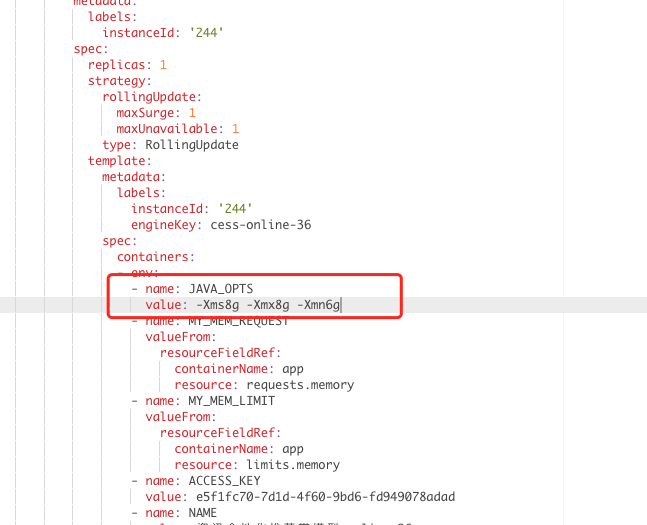 metadata:
labels:
instanceId: '244'
spec:
replicas: 1
strategy:
rollingUpdate:
maxSurge: 1
maxUnavailable: 1
type: RollingUpdate
template:
metadata:
labels:
instanceId: '244'
engineKey: cess-online-36
spec:
containers:
- env:
- name: JAVA_OPTS
value: -Xms8g -Xmx8g -Xmn6g
- name: MY_MEM_REQUEST
valueFrom:
resourceFieldRef:
containerName: app
resource: requests.memory
- name: MY_MEM_LIMIT
valueFrom:
resourceFieldRef:
containerName: app
resource: limits.memory
- name: ACCESS_KEY
value: e5f1fc70-7d1d-4f60-9bd6-fd949078adad
- name: NAME